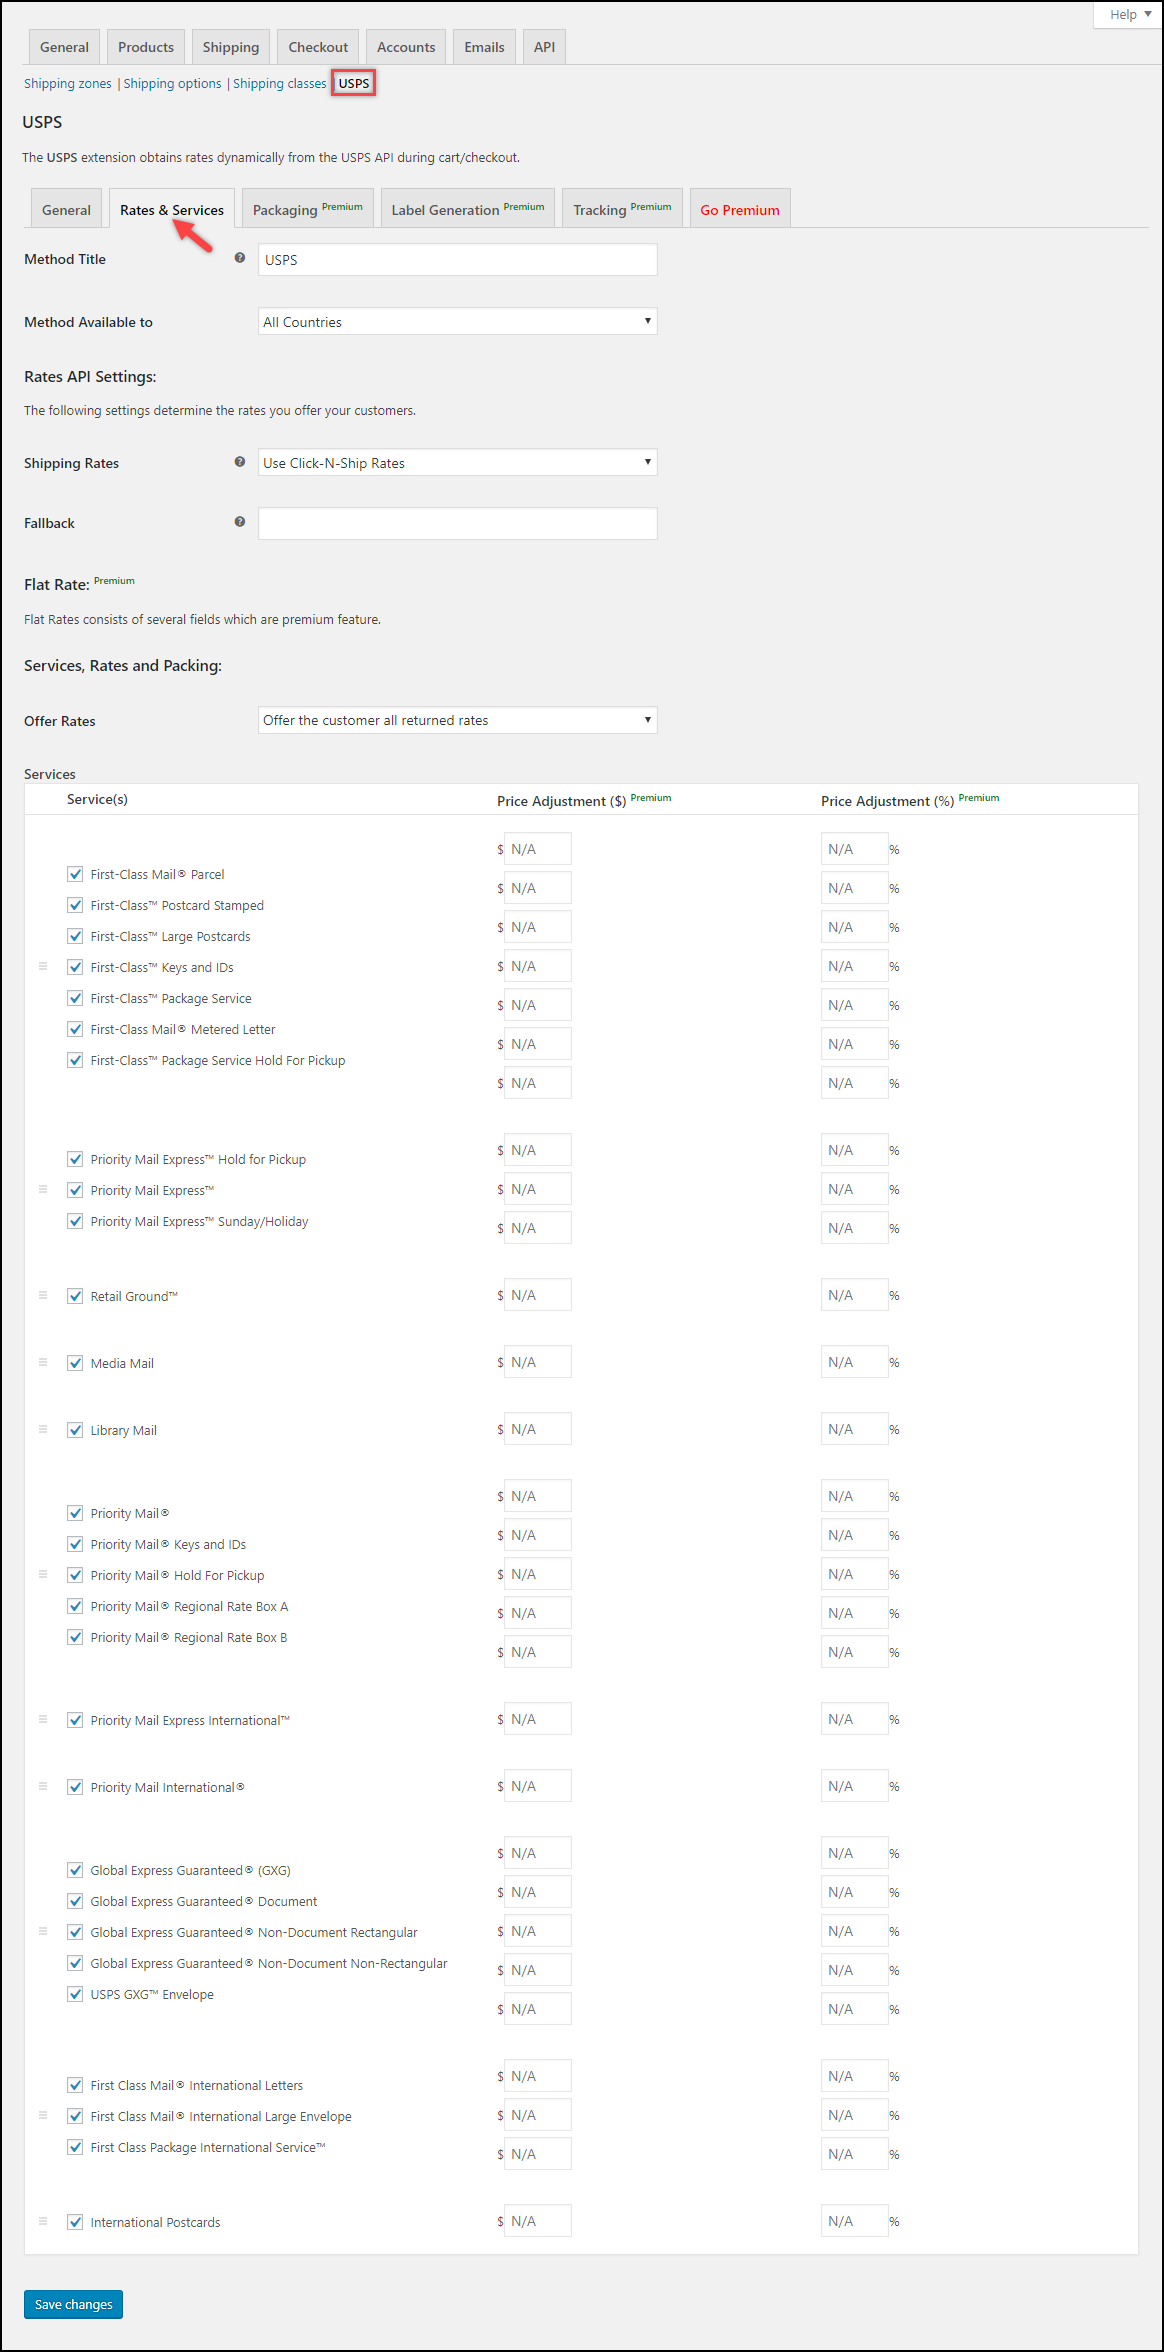 Help ▼
General Products Shipping Checkout Accounts Emails API
Shipping zones | Shipping options | Shipping classes | USPS
USPS
The USPS extension obtains rates dynamically from the USPS API during cart/checkout.
General Rates & Services Packaging Premium Label Generation Premium Tracking Premium Go Premium
Method Title ? USPS
Method Available to All Countries ▼
Rates API Settings:
The following settings determine the rates you offer your customers.
Shipping Rates ? Use Click-N-Ship Rates ▼
Fallback ?
Flat Rate: Premium
Flat Rates consists of several fields which are premium feature.
Services, Rates and Packing:
Offer Rates Offer the customer all returned rates ▼
Services
Service(s) Price Adjustment ($) Premium Price Adjustment (%) Premium
First-Class Mail® Parcel $ N/A N/A %
First-Class™ Postcard Stamped $ N/A N/A %
First-Class™ Large Postcards $ N/A N/A %
First-Class™ Keys and IDs $ N/A N/A %
First-Class™ Package Service $ N/A N/A %
First-Class Mail® Metered Letter $ N/A N/A %
First-Class™ Package Service Hold For Pickup $ N/A N/A %
Priority Mail Express™ Hold for Pickup $ N/A N/A %
Priority Mail Express™ $ N/A N/A %
Priority Mail Express™ Sunday/Holiday $ N/A N/A %
Retail Ground™ $ N/A N/A %
Media Mail $ N/A N/A %
Library Mail $ N/A N/A %
Priority Mail® $ N/A N/A %
Priority Mail® Keys and IDs $ N/A N/A %
Priority Mail® Hold For Pickup $ N/A N/A %
Priority Mail® Regional Rate Box A $ N/A N/A %
Priority Mail® Regional Rate Box B $ N/A N/A %
Priority Mail Express International™ $ N/A N/A %
Priority Mail International® $ N/A N/A %
Global Express Guaranteed® (GXG) $ N/A N/A %
Global Express Guaranteed® Document $ N/A N/A %
Global Express Guaranteed® Non-Document Rectangular $ N/A N/A %
Global Express Guaranteed® Non-Document Non-Rectangular $ N/A N/A %
USPS GXG™ Envelope $ N/A N/A %
First Class Mail® International Letters $ N/A N/A %
First Class Mail® International Large Envelope $ N/A N/A %
First Class Package International Service™ $ N/A N/A %
International Postcards $ N/A N/A %
Save changes